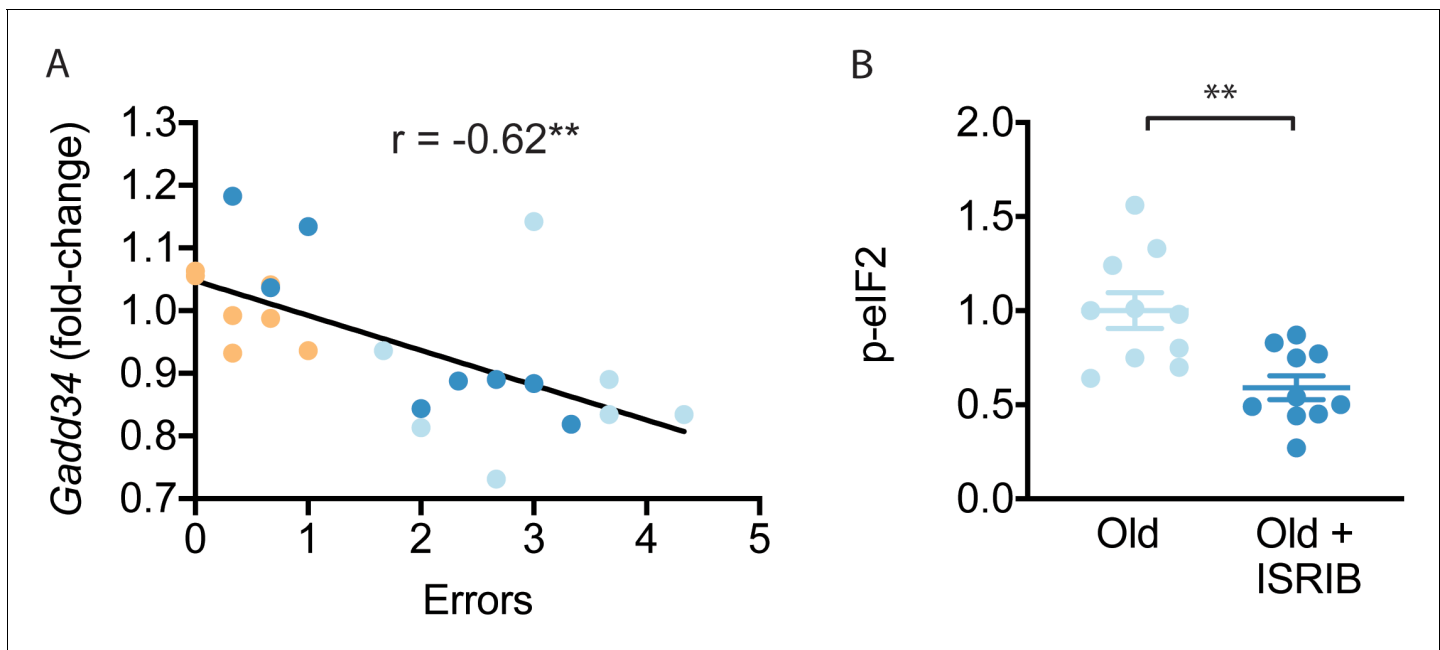 A
r = -0.62**
Gadd34 (fold-change)
1.3
1.2
1.1
1.0
0.9
0.8
0.7
0
1
2
3
4
5
Errors
B
**
p-eIF2
2.0
1.5
1.0
0.5
0.0
Old
Old +
ISRIB